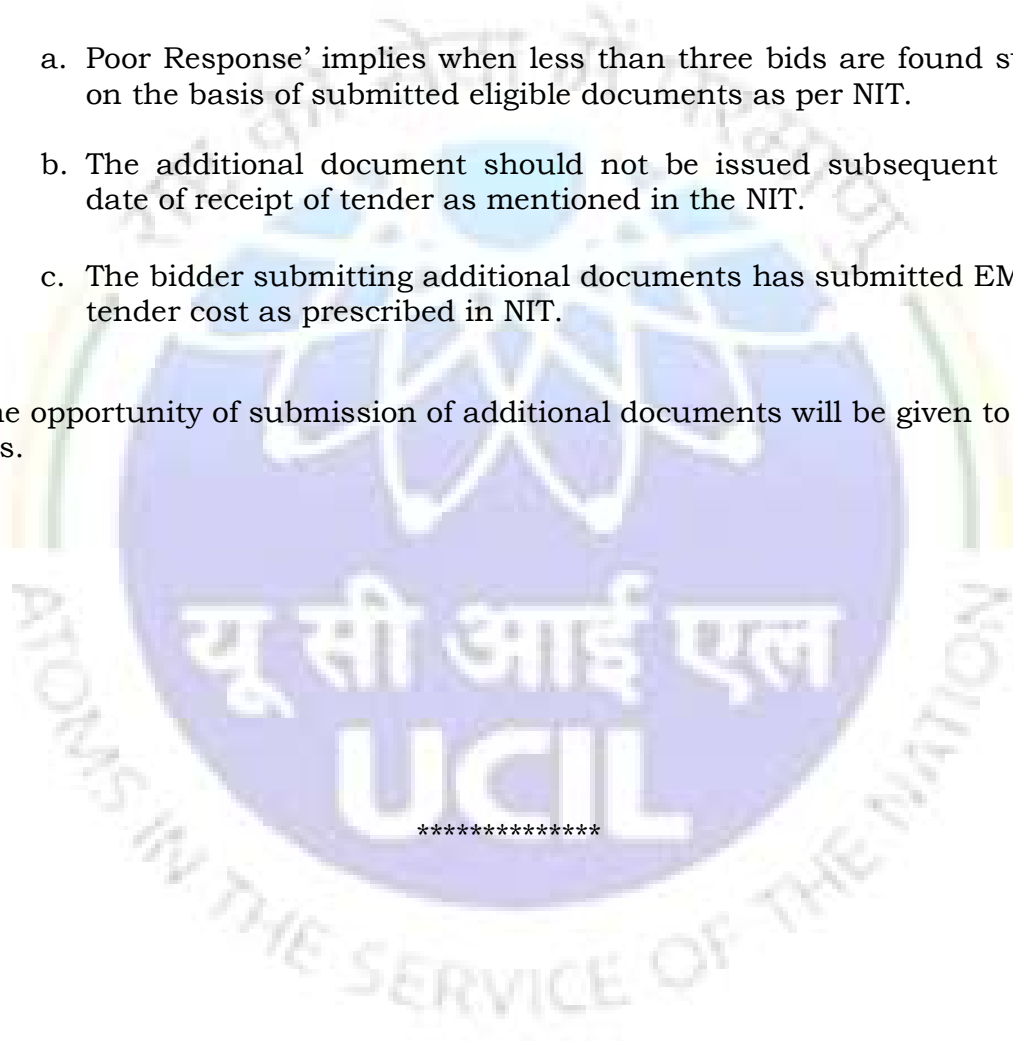 a. Poor Response’ implies when less than three bids are found
on the basis of submitted eligible documents as per NIT.
b. The additional document should not be issued subsequent
date of receipt of tender as mentioned in the NIT.
c. The bidder submitting additional documents has submitted
tender cost as prescribed in NIT.
opportunity of submission of additional documents will be given to
यू सी आई एल
UCIL
**************
ATOMS IN THE SERVICE OF THE NATION